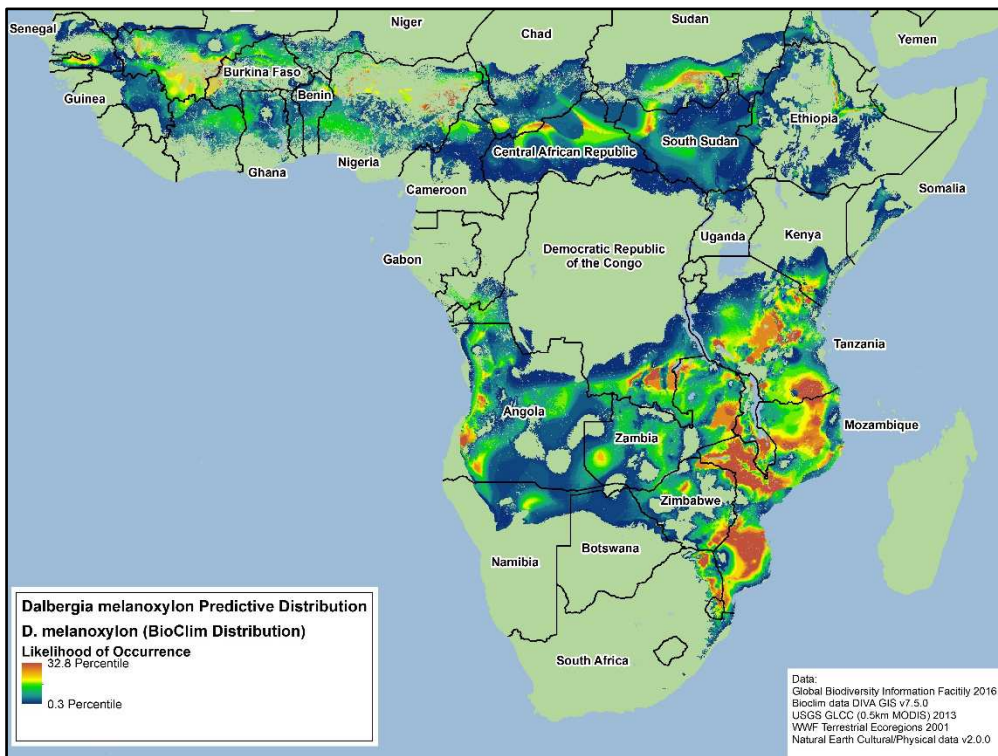 Niger
Sudan
Chad
Senegal
Yemen
Burkina Faso
Guinea
Benin
Ethiopia
Central African Republic
South Sudan
Nigeria
Ghana
Cameroon
Somalia
Uganda
Kenya
Gabon
Democratic Republic
of the Congo
Tanzania
Angola
Mozambique
Zambia
Zimbabwe
Botswana
Namibia
South Africa
Dalbergia melanoxylon Predictive Distribution
D. melanoxylon (BioClim Distribution)
Likelihood of Occurrence
32.8 Percentile
0.3 Percentile
Data:
Global Biodiversity Information Facitily 2016
Bioclim data DIVA GIS v7.5.0
USGS GLCC (0.5km MODIS) 2013
WWF Terrestrial Ecoregions 2001
Natural Earth Cultural/Physical data v2.0.0